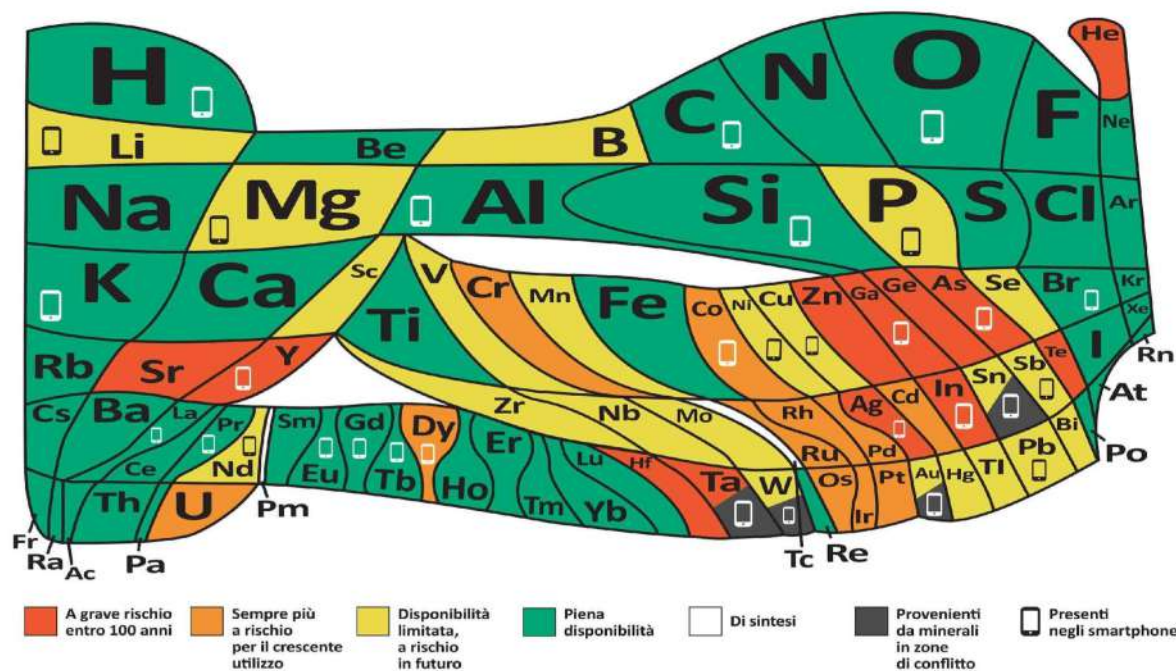 H He
Li Be B C N O F Ne
Na Mg Al Si P S Cl Ar
K Ca Sc Ti V Cr Mn Fe Co Ni Cu Zn Ga Ge As Se Br Kr
Rb Sr Y Zr Nb Mo Tc Ru Rh Pd Ag Cd In Sn Sb Te I Xe
Cs Ba La Ce Pr Nd Pm Sm Eu Gd Tb Dy Ho Er Tm Yb Lu Hf Ta W Re Os Ir Pt Au Hg Tl Pb Bi Po At Rn
Fr Ra Ac Th Pa U
A grave rischio
entro 100 anni
Sempre più
a rischio
per il crescente
utilizzo
Disponibilità
limitata,
a rischio
in futuro
Piena
disponibilità
Di sintesi
Provenienti
da minerali
in zone
di conflitto
Presenti
negli smartphone